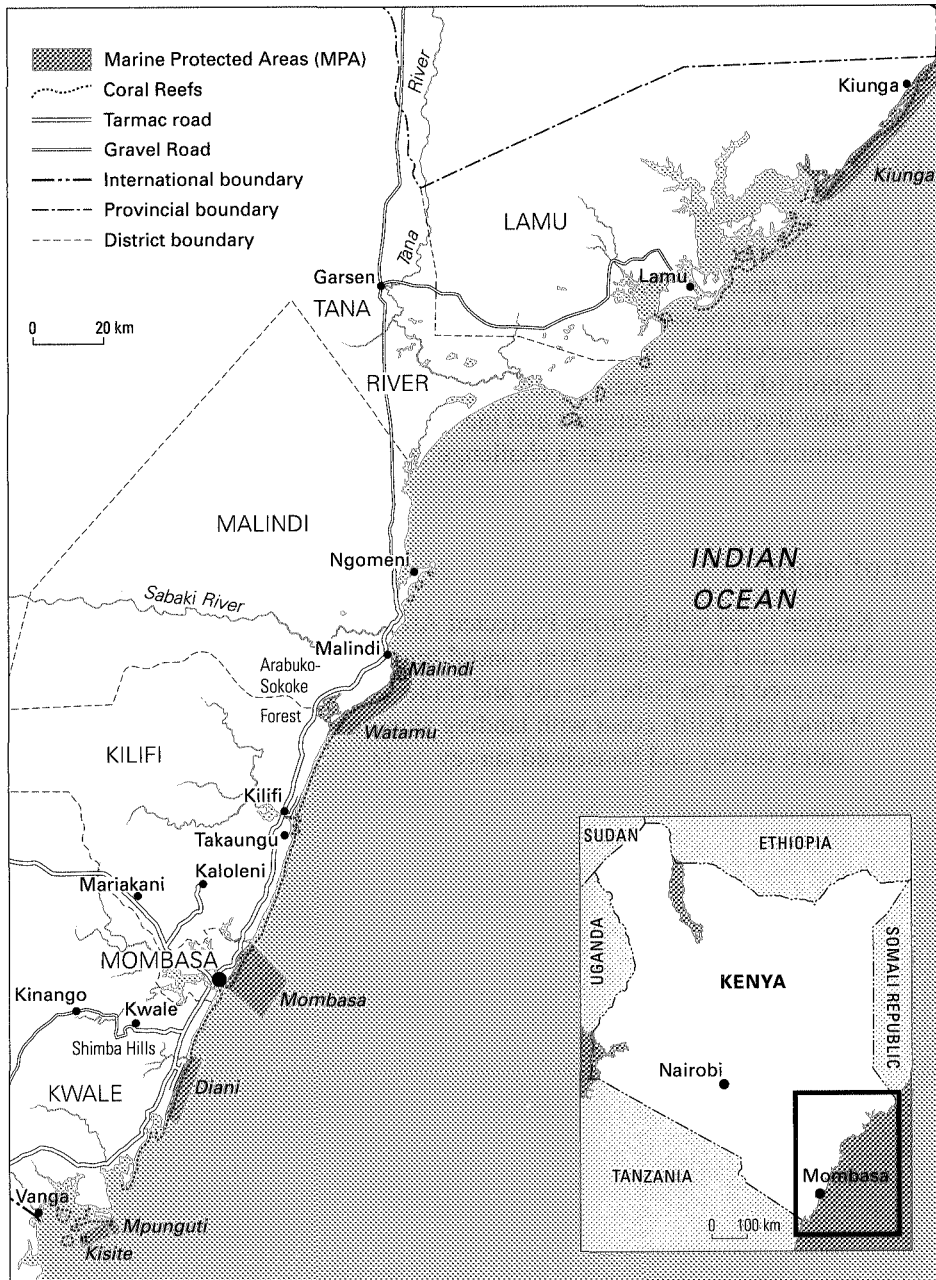 Marine Protected Areas (MPA)
Coral Reefs
Tarmac road
Gravel Road
International boundary
Provincial boundary
District boundary
0 20 km
River
Tana
Kiunga
Kiunga
LAMU
Lamu
Garsen
TANA
RIVER
MALINDI
Ngomeni
INDIAN
OCEAN
Sabaki River
Malindi
Malindi
Arabuko-
Sokoke
Forest
Watamu
KILIFI
Kilifi
Takaungu
Kaloleni
Mariakani
MOMBASA
Mombasa
Kinango
Kwale
Shimba Hills
Diani
KWALE
Vanga
Mpunguti
Kisite
SUDAN
ETHIOPIA
UGANDA
SOMALI REPUBLIC
KENYA
Nairobi
TANZANIA
Mombasa
0 100 km